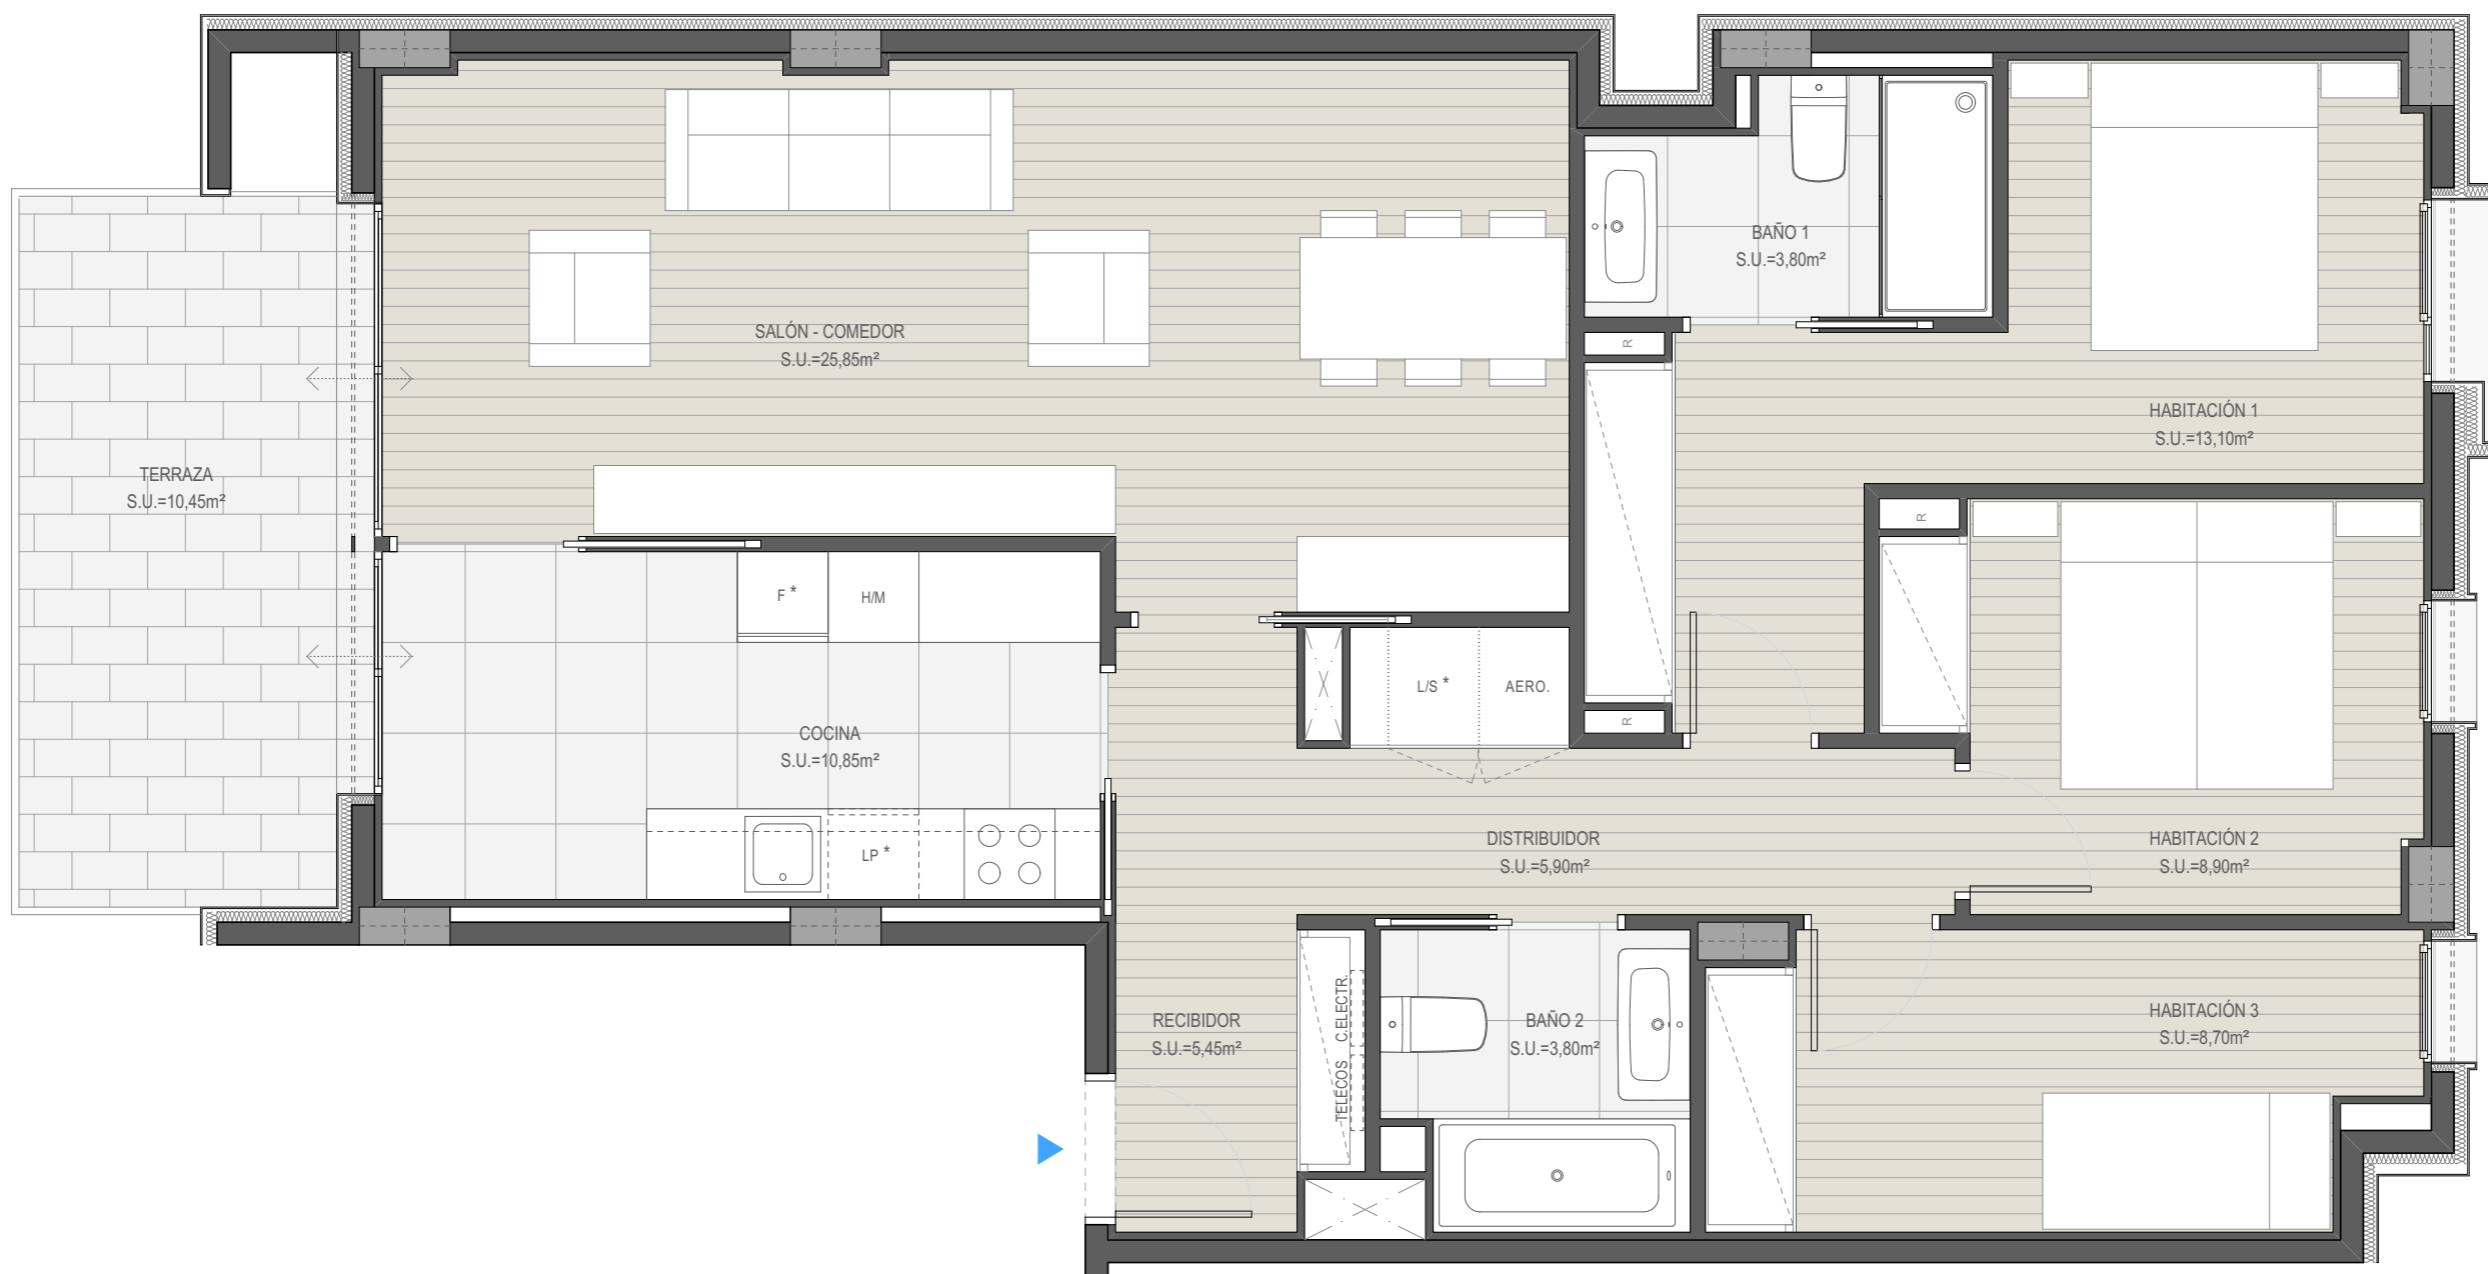 BAÑO 1
S.U.=3,80m²
SALÓN - COMEDOR
S.U.=25,85m²
R
HABITACIÓN 1
S.U.=13,10m²
TERRAZA
S.U.=10,45m²
R
F *
H/M
L/S *
AERO.
R
COCINA
S.U.=10,85m²
LP *
DISTRIBUIDOR
S.U.=5,90m²
HABITACIÓN 2
S.U.=8,90m²
RECIBIDOR
S.U.=5,45m²
TELECOS C.ELECTR.
BAÑO 2
S.U.=3,80m²
HABITACIÓN 3
S.U.=8,70m²